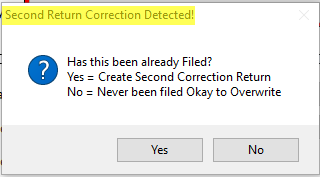 Second Return Correction Detected!
Has this been already Filed?
Yes = Create Second Correction Return
No = Never been filed Okay to Overwrite
Yes
No